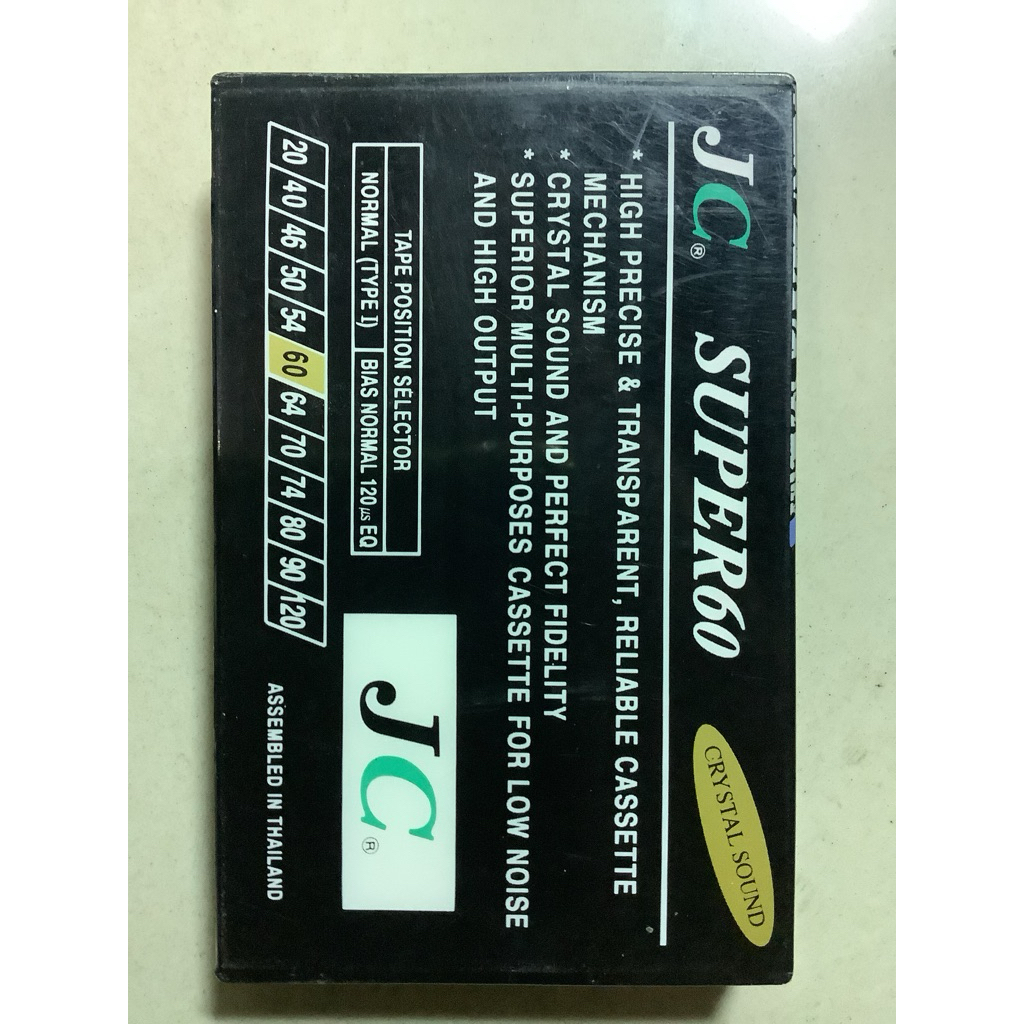 JC® SUPER60 CRYSTAL SOUND
* HIGH PRECISE & TRANSPARENT, RELIABLE CASSETTE
MECHANISM
* CRYSTAL SOUND AND PERFECT FIDELITY
* SUPERIOR MULTI-PURPOSES CASSETTE FOR LOW NOISE
AND HIGH OUTPUT
TAPE POSITION SELECTOR
NORMAL (TYPE I) BIAS NORMAL 120μs EQ
JC®
20 40 46 50 54 60 64 70 74 80 90 120
ASSEMBLED IN THAILAND